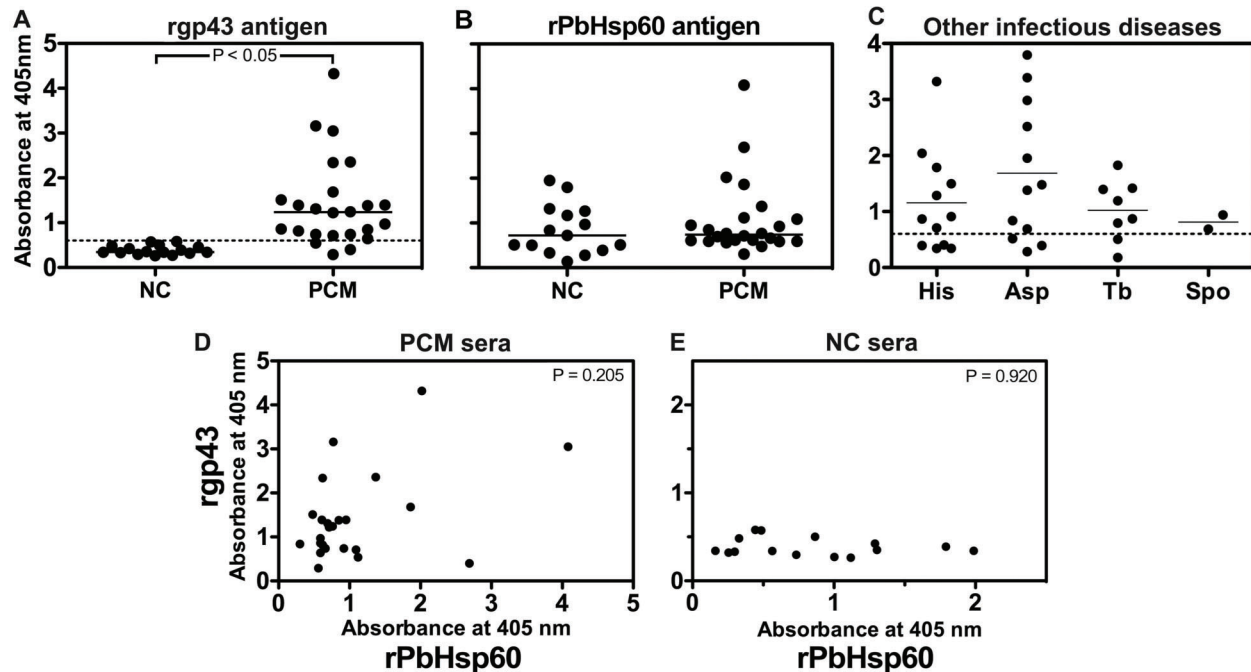 A
rgp43 antigen
Absorbance at 405nm
5
4
3
2
1
0
P < 0.05
NC
PCM
B
rPbHsp60 antigen
NC
PCM
C
Other infectious diseases
4
3
2
1
0
His
Asp
Tb
Spo
D
PCM sera
P = 0.205
rgp43
Absorbance at 405 nm
5
4
3
2
1
0
0
1
2
3
4
5
Absorbance at 405 nm
rPbHsp60
E
NC sera
P = 0.920
2
1
0
0
1
2
Absorbance at 405 nm
rPbHsp60